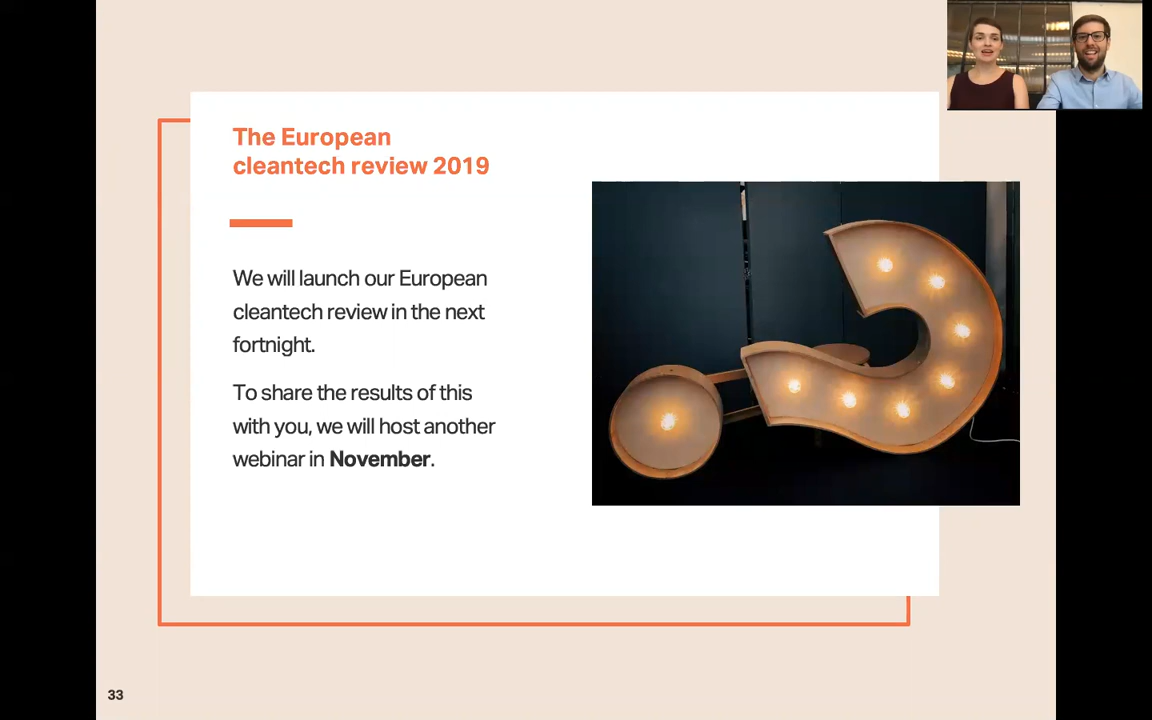 The European
cleantech review 2019
We will launch our European
cleantech review in the next
fortnight.
To share the results of this
with you, we will host another
webinar in November.
33